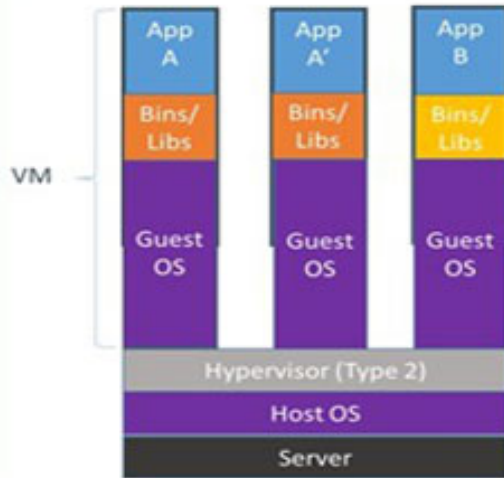 App
A
App
A'
App
B
Bins/
Libs
Bins/
Libs
Bins/
Libs
VM
Guest
OS
Guest
OS
Guest
OS
Hypervisor (Type 2)
Host OS
Server